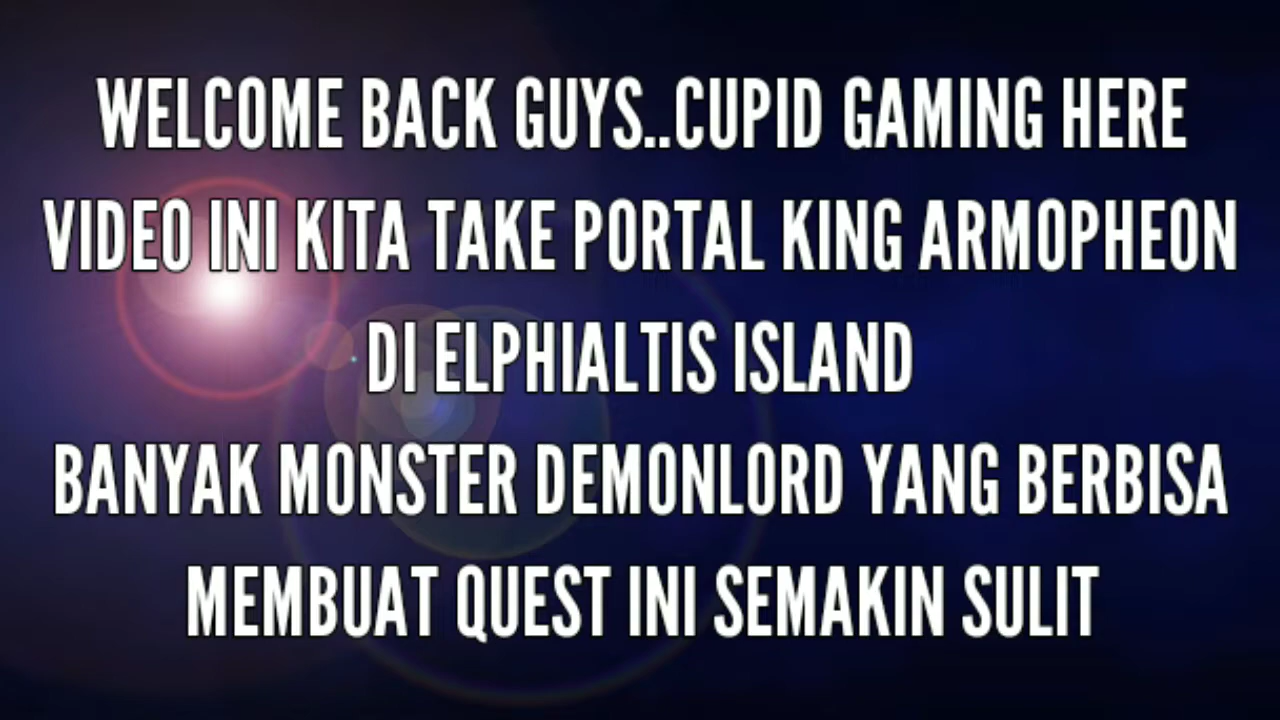 WELCOME BACK GUYS..CUPID GAMING HERE
VIDEO INI KITA TAKE PORTAL KING ARMOPHEON
DI ELPHIALTIS ISLAND
BANYAK MONSTER DEMONLORD YANG BERBISA
MEMBUAT QUEST INI SEMAKIN SULIT